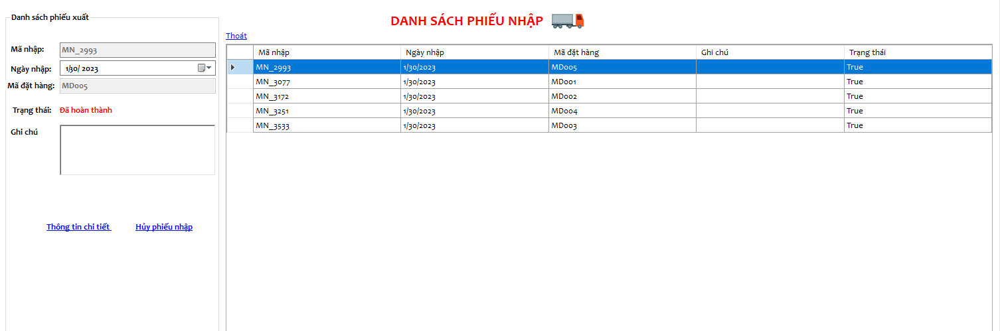 Danh sách phiếu xuất
Mã nhập: MN_2993
Ngày nhập: 1/30/ 2023
Mã đặt hàng: MD005
Trạng thái: Đã hoàn thành
Ghi chú
Thông tin chi tiết Hủy phiếu nhập
DANH SÁCH PHIẾU NHẬP
Thoát
Mã nhập Ngày nhập Mã đặt hàng Ghi chú Trạng thái
MN_2993 1/30/2023 MD005 True
MN_3077 1/30/2023 MD001 True
MN_3172 1/30/2023 MD002 True
MN_3251 1/30/2023 MD004 True
MN_3533 1/30/2023 MD003 True